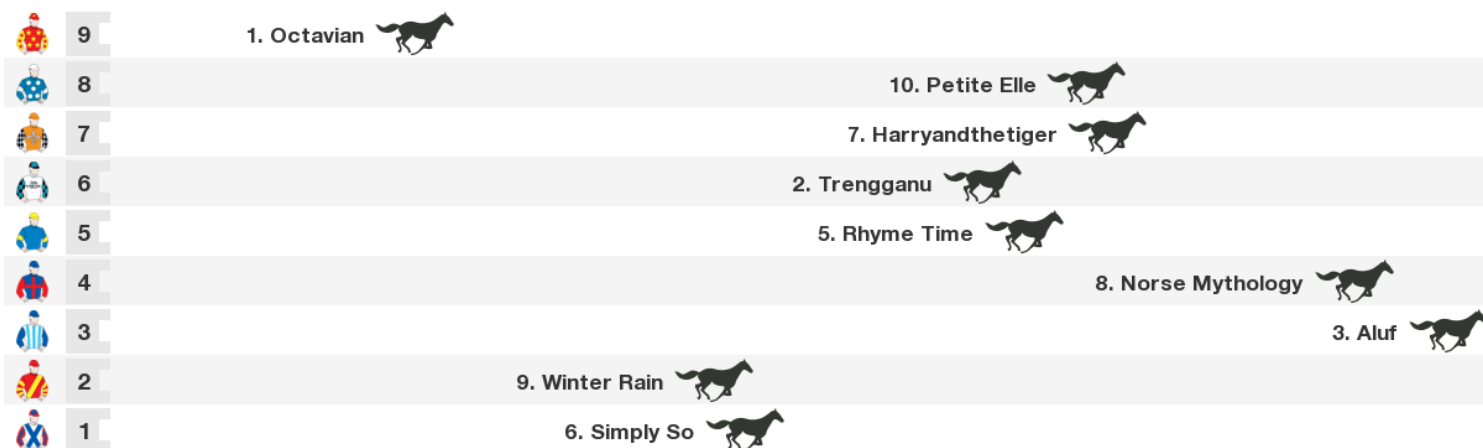 9 1. Octavian
8 10. Petite Elle
7 7. Harryandthetiger
6 2. Trengganu
5 5. Rhyme Time
4 8. Norse Mythology
3 3. Aluf
2 9. Winter Rain
1 6. Simply So